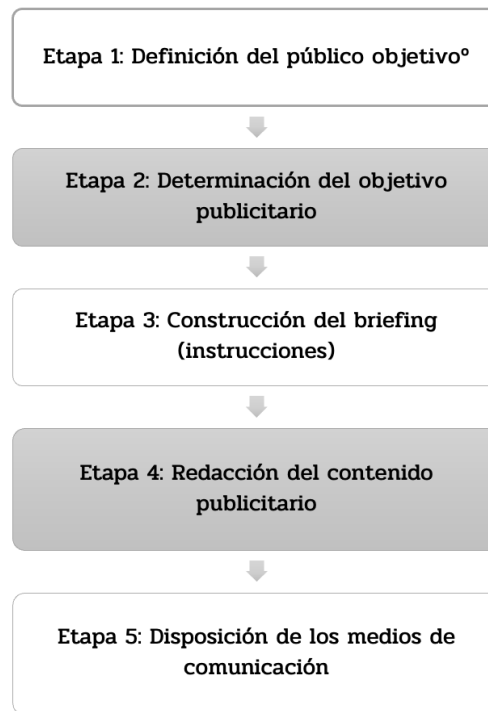 Etapa 1: Definición del público objetivoº
Etapa 2: Determinación del objetivo
publicitario
Etapa 3: Construcción del briefing
(instrucciones)
Etapa 4: Redacción del contenido
publicitario
Etapa 5: Disposición de los medios de
comunicación